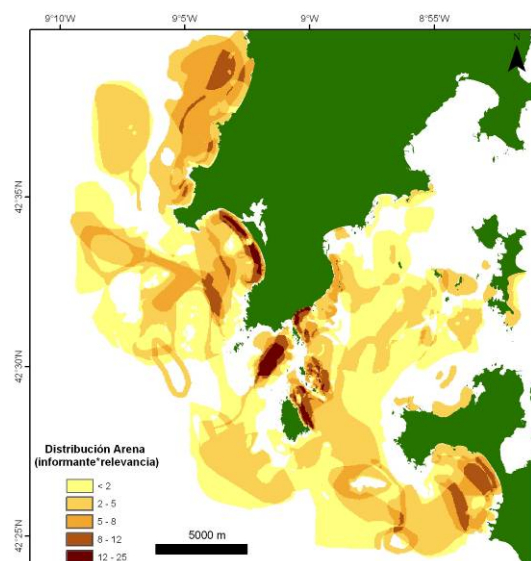 9°10'W 9°5'W 9°W 8°55'W
N
42°35'N
42°30'N
42°25'N
Distribución Arena
(informante*relevancia)
< 2
2 - 5
5 - 8
8 - 12
12 - 25
5000 m